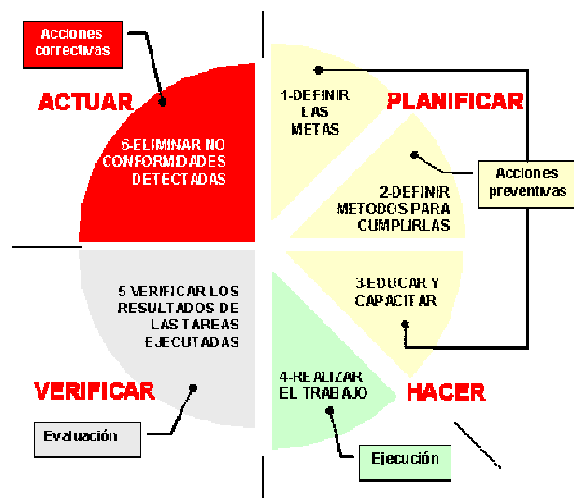 Acciones
correctivas
ACTUAR
6-ELIMINAR NO
CONFORMIDADES
DETECTADAS
1-DEFINIR
LAS
METAS
PLANIFICAR
Acciones
preventivas
2-DEFINIR
METODOS PARA
CUMPLIRLAS
3-EDUCAR Y
CAPACITAR
5 VERIFICAR LOS
RESULTADOS DE
LAS TAREAS
EJECUTADAS
4-REALIZAR
EL TRABAJO
VERIFICAR
HACER
Evaluación
Ejecución